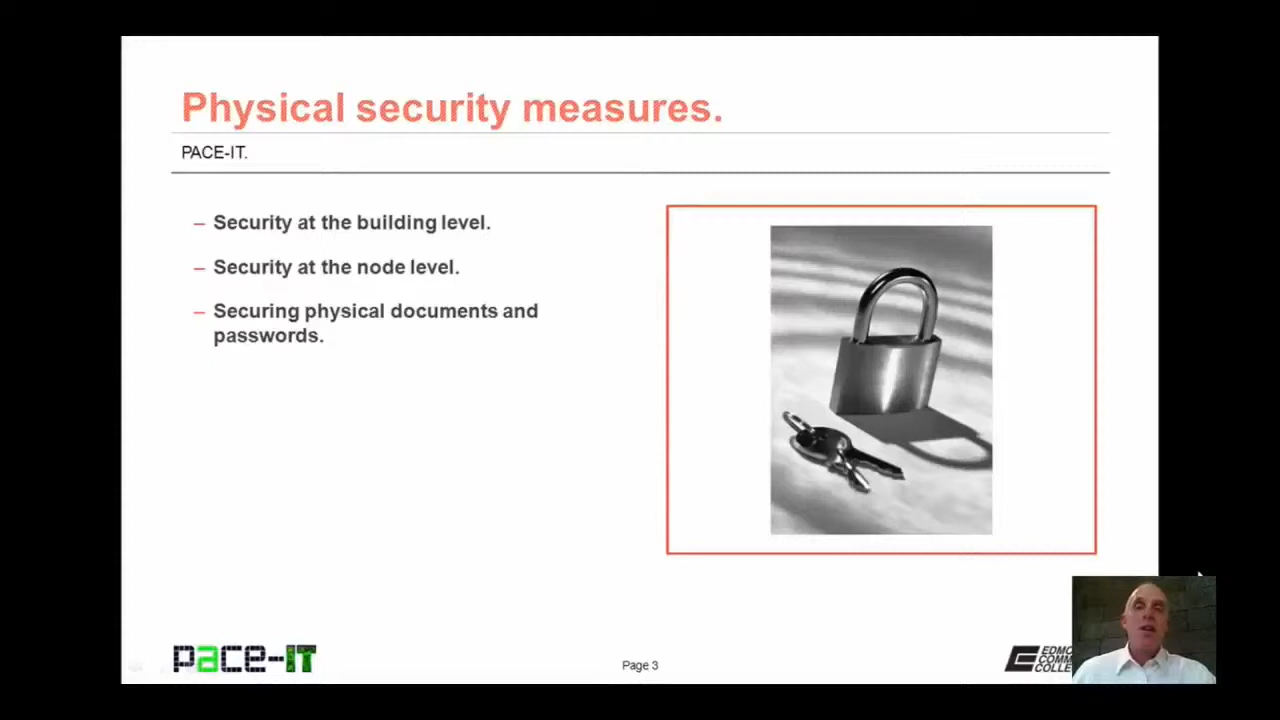 Physical security measures.
PACE-IT.
– Security at the building level.
– Security at the node level.
– Securing physical documents and
passwords.
pace-IT
Page 3